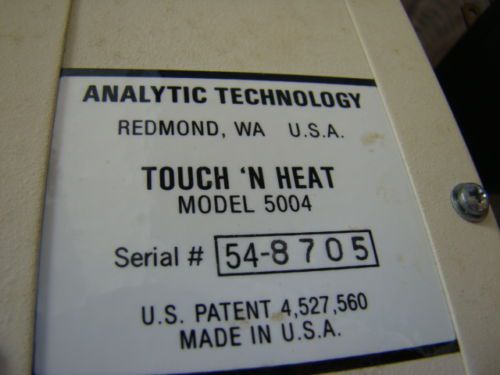 ANALYTIC TECHNOLOGY
REDMOND, WA U.S.A.
TOUCH 'N HEAT
MODEL 5004
Serial # 54-8705
U.S. PATENT 4,527,560
MADE IN U.S.A.